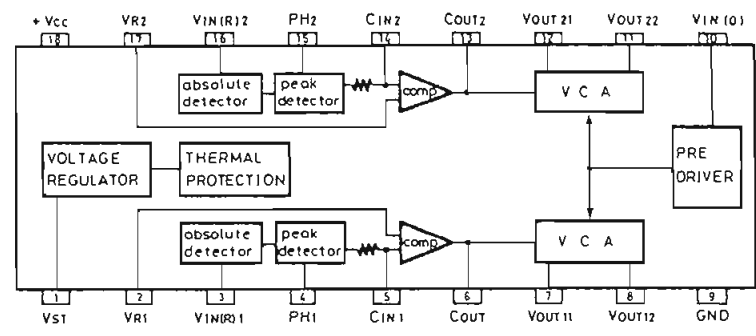 + Vcc VR2 VIN(R)2 PH2 CIN2 COUT2 VOUT21 VOUT22 VIN(O)
18 17 16 15 14 13 12 11 10
absolute detector
peak detector
comp
V C A
VOLTAGE REGULATOR
THERMAL PROTECTION
PRE DRIVER
absolute detector
peak detector
comp
V C A
1 2 3 4 5 6 7 8 9
VST VR1 VIN(R)1 PH1 CIN1 COUT VOUT11 VOUT12 GND